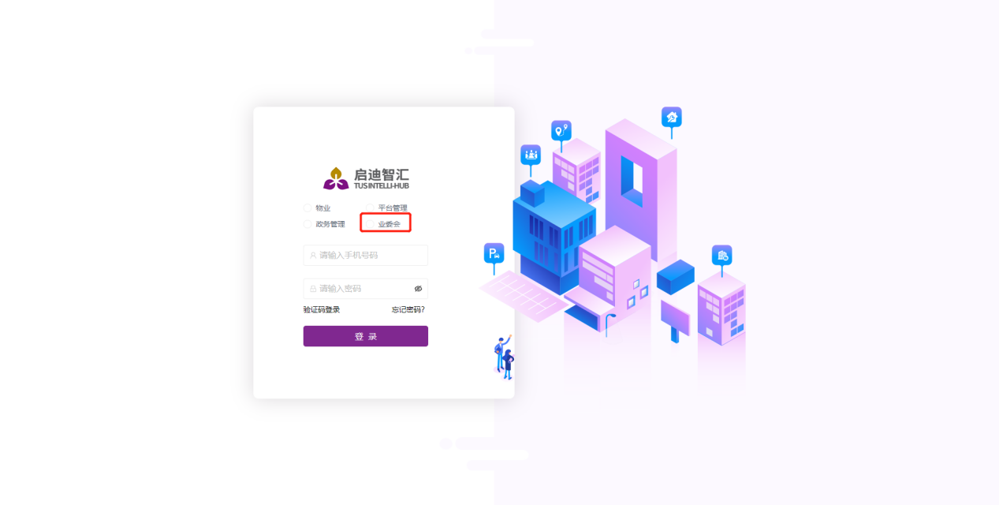 启迪智汇
TUSINTELLI-HUB
物业 平台管理
政务管理 业委会
请输入手机号码
请输入密码
验证码登录 忘记密码?
登 录
P